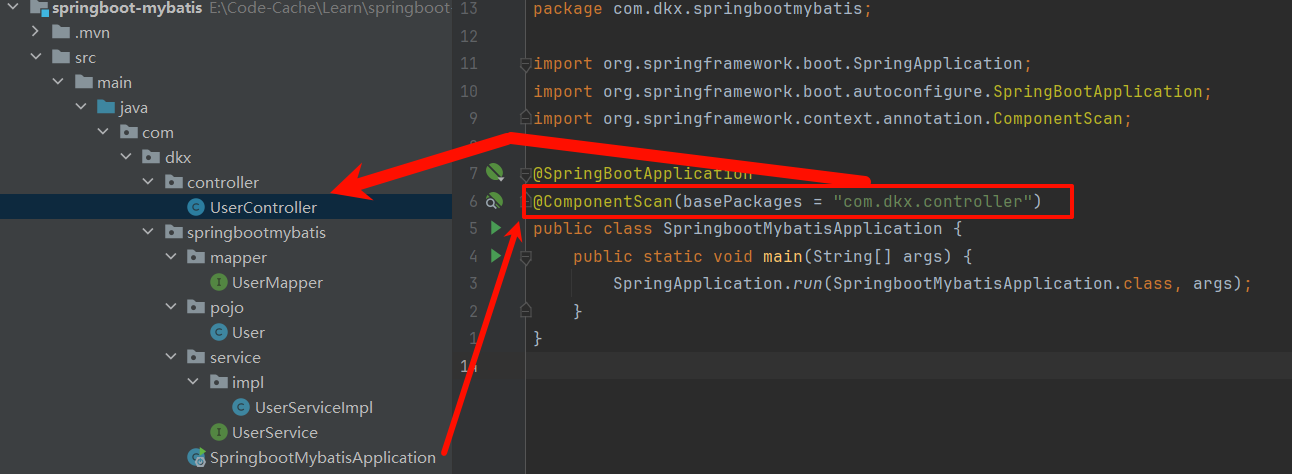 springboot-mybatis E:\Code-Cache\Learn\springboot-
.mvn
src
main
java
com
dkx
controller
UserController
springbootmybatis
mapper
UserMapper
pojo
User
service
impl
UserServiceImpl
UserService
SpringbootMybatisApplication
13 package com.dkx.springbootmybatis;
12
11 import org.springframework.boot.SpringApplication;
10 import org.springframework.boot.autoconfigure.SpringBootApplication;
9 import org.springframework.context.annotation.ComponentScan;
8
7 @SpringBootApplication
6 @ComponentScan(basePackages = "com.dkx.controller")
5 public class SpringbootMybatisApplication {
4 public static void main(String[] args) {
3 SpringApplication.run(SpringbootMybatisApplication.class, args);
2 }
1 }
14